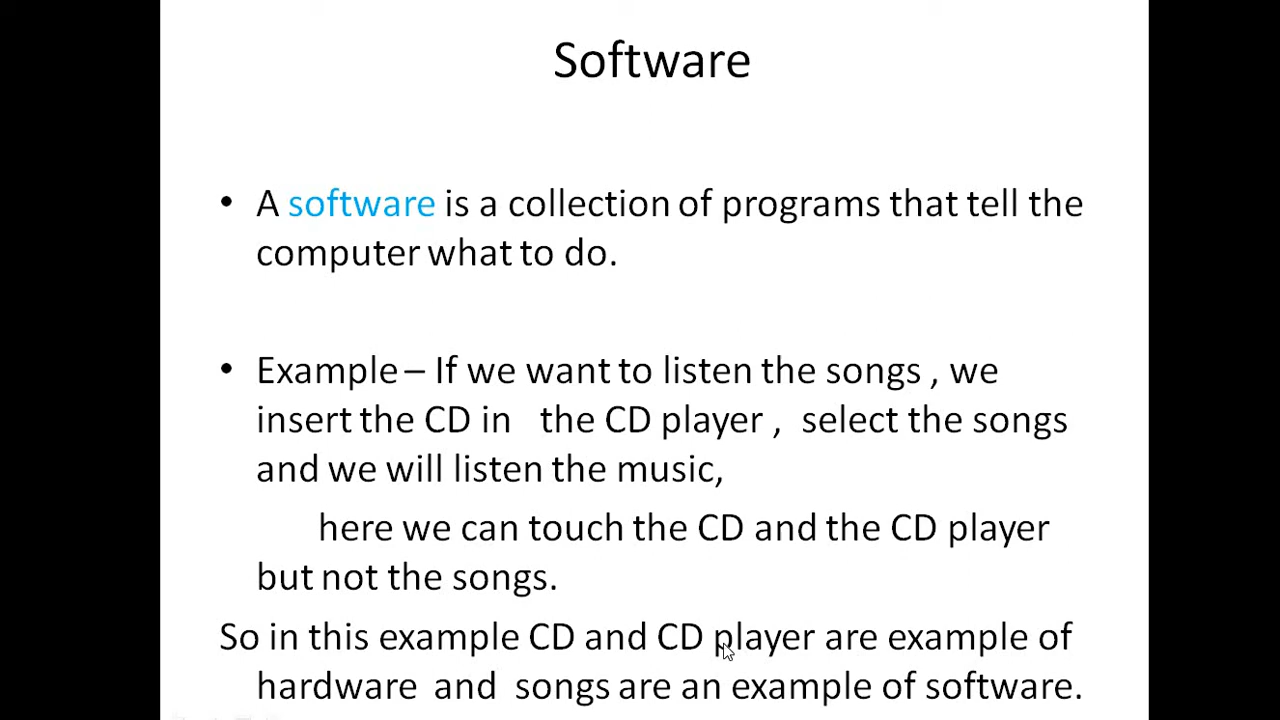 Software
• A software is a collection of programs that tell the
computer what to do.
• Example – If we want to listen the songs , we
insert the CD in the CD player , select the songs
and we will listen the music,
here we can touch the CD and the CD player
but not the songs.
So in this example CD and CD player are example of
hardware and songs are an example of software.